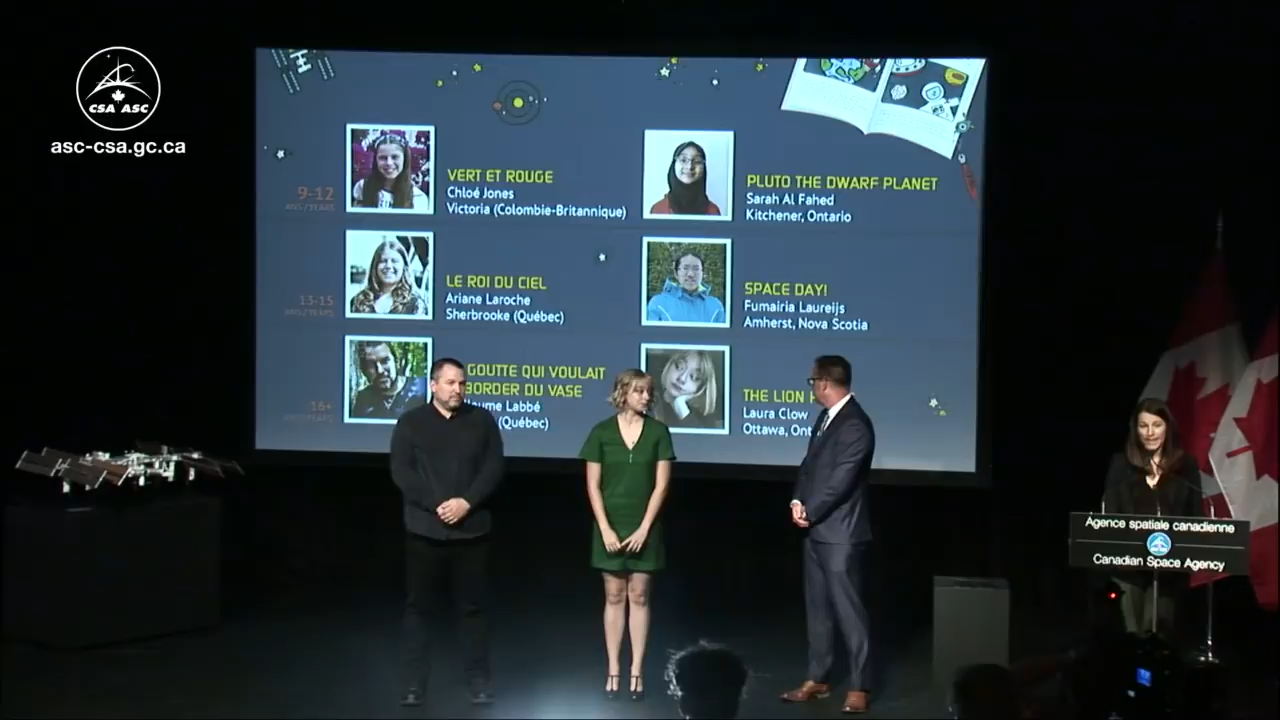 CSA ASC
asc-csa.gc.ca
9-12
ANS / YEARS
VERT ET ROUGE
Chloé Jones
Victoria (Colombie-Britannique)
PLUTO THE DWARF PLANET
Sarah Al Fahed
Kitchener, Ontario
13-15
ANS / YEARS
LE ROI DU CIEL
Ariane Laroche
Sherbrooke (Québec)
SPACE DAY!
Fumairia Laureijs
Amherst, Nova Scotia
16+
GOUTTE QUI VOULAIT
BORDER DU VASE
Labbé
(Québec)
THE LION
Laura Clow
Ottawa,
Agence spatiale canadienne
Canadian Space Agency